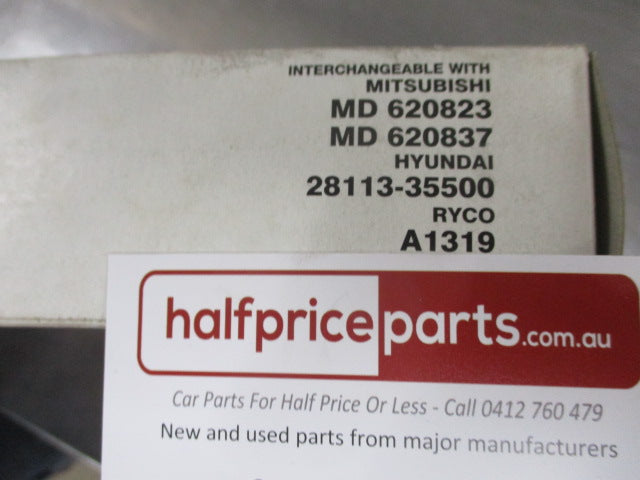 INTERCHANGEABLE WITH
MITSUBISHI
MD 620823
MD 620837
HYUNDAI
28113-35500
RYCO
A1319
halfpriceparts.com.au
Car Parts For Half Price Or Less - Call 0412 760 479
New and used parts from major manufacturers